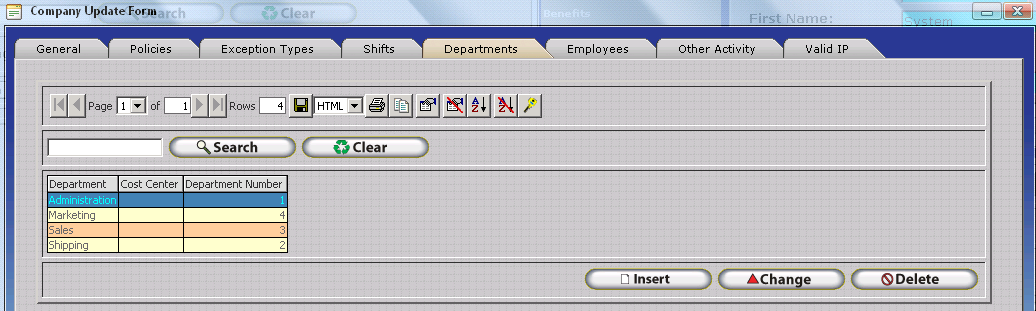 Company Update Form
Search Clear Benefits First Name: System
General Policies Exception Types Shifts Departments Employees Other Activity Valid IP
Page 1 of 1 Rows 4 HTML
Search Clear
Department Cost Center Department Number
Administration 1
Marketing 4
Sales 3
Shipping 2
Insert Change Delete